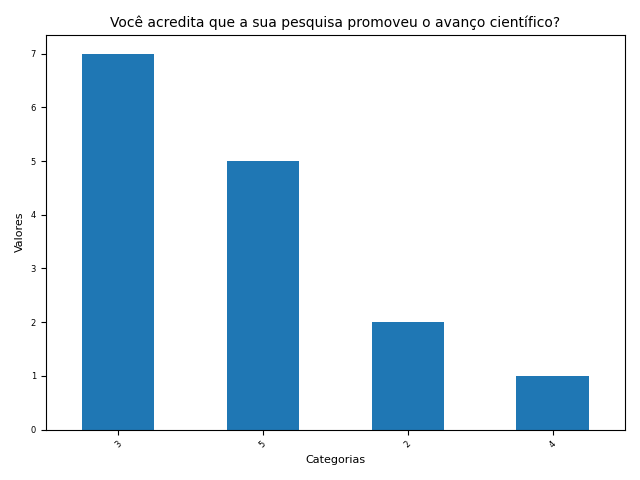 Você acredita que a sua pesquisa promoveu o avanço científico?
7
6
5
4
3
2
1
0
Valores
3 5 2 4
Categorias